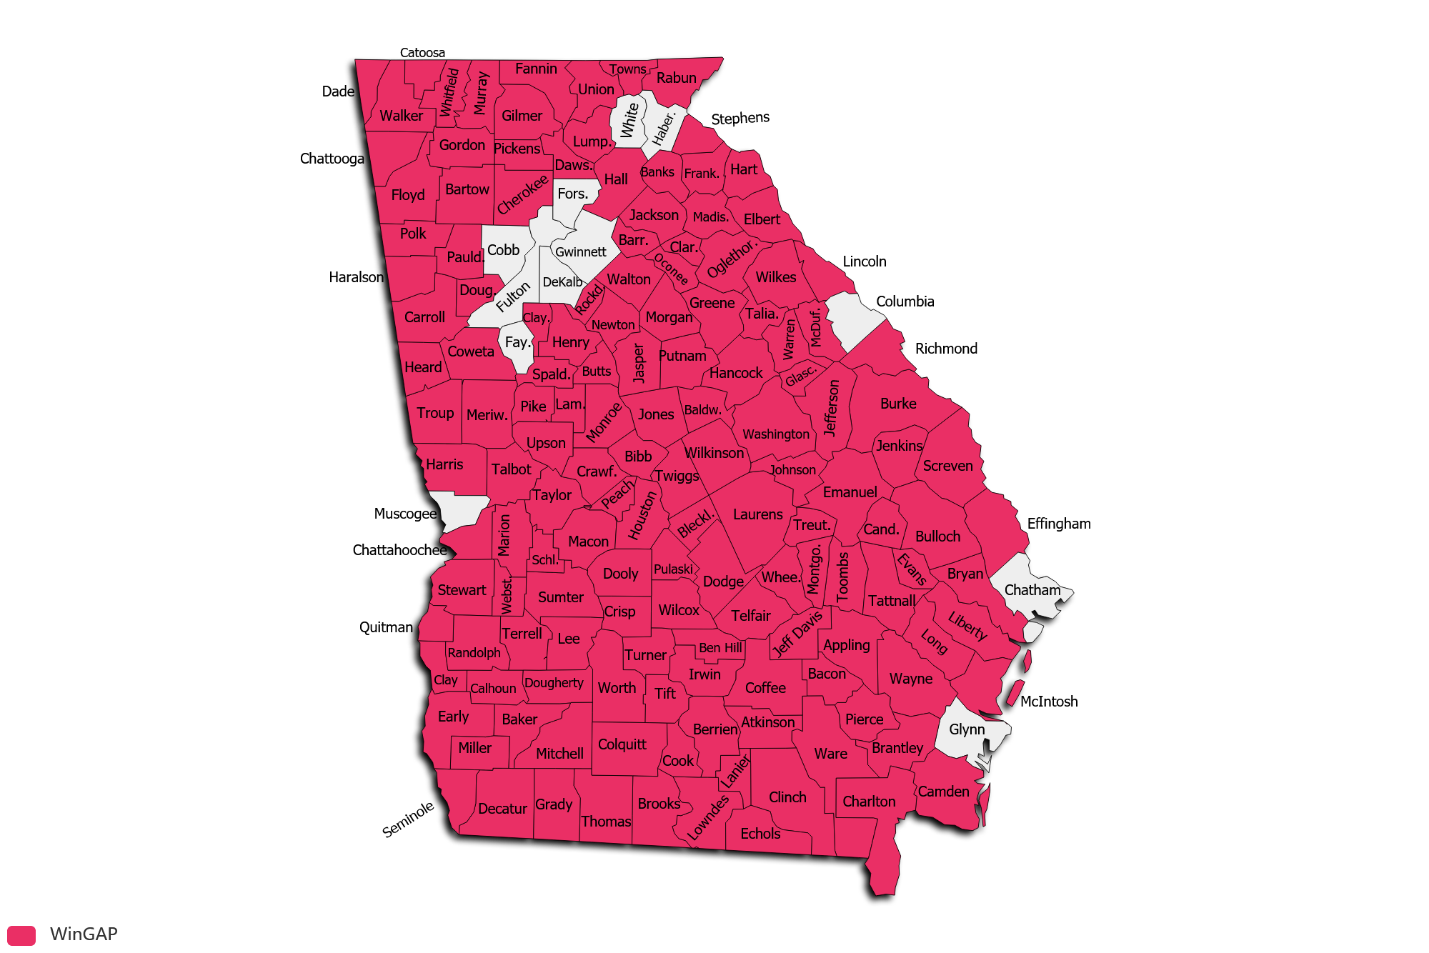 Catoosa
Fannin
Towns
Rabun
Dade
Whitfield
Murray
Union
Walker
Gilmer
White
Haber.
Stephens
Chattooga
Gordon
Pickens
Lump.
Daws.
Hall
Banks
Frank.
Hart
Floyd
Bartow
Cherokee
Fors.
Jackson
Madis.
Elbert
Polk
Pauld.
Cobb
Gwinnett
Barr.
Clar.
Oconee
Oglethor.
Wilkes
Lincoln
Haralson
Doug.
Fulton
DeKalb
Rockd.
Walton
Greene
Columbia
Carroll
Clay.
Newton
Morgan
Talia.
Warren
McDuf.
Coweta
Fay.
Henry
Richmond
Heard
Spald.
Butts
Jasper
Putnam
Hancock
Glasc.
Troup
Meriw.
Pike
Lam.
Monroe
Jones
Baldw.
Washington
Jefferson
Burke
Harris
Talbot
Upson
Crawf.
Bibb
Twiggs
Wilkinson
Johnson
Jenkins
Screven
Muscogee
Taylor
Peach
Houston
Bleckl.
Laurens
Emanuel
Treut.
Cand.
Bulloch
Effingham
Chattahoochee
Marion
Schl.
Macon
Dooly
Pulaski
Dodge
Whee.
Montgo.
Toombs
Evans
Bryan
Chatham
Stewart
Webst.
Sumter
Crisp
Wilcox
Telfair
Jeff Davis
Tattnall
Liberty
Long
Quitman
Randolph
Terrell
Lee
Turner
Ben Hill
Irwin
Appling
Clay
Calhoun
Dougherty
Worth
Tift
Coffee
Bacon
Wayne
McIntosh
Early
Baker
Berrien
Atkinson
Pierce
Glynn
Miller
Mitchell
Colquitt
Cook
Lanier
Ware
Brantley
Seminole
Decatur
Grady
Thomas
Brooks
Lowndes
Clinch
Echols
Charlton
Camden
WinGAP